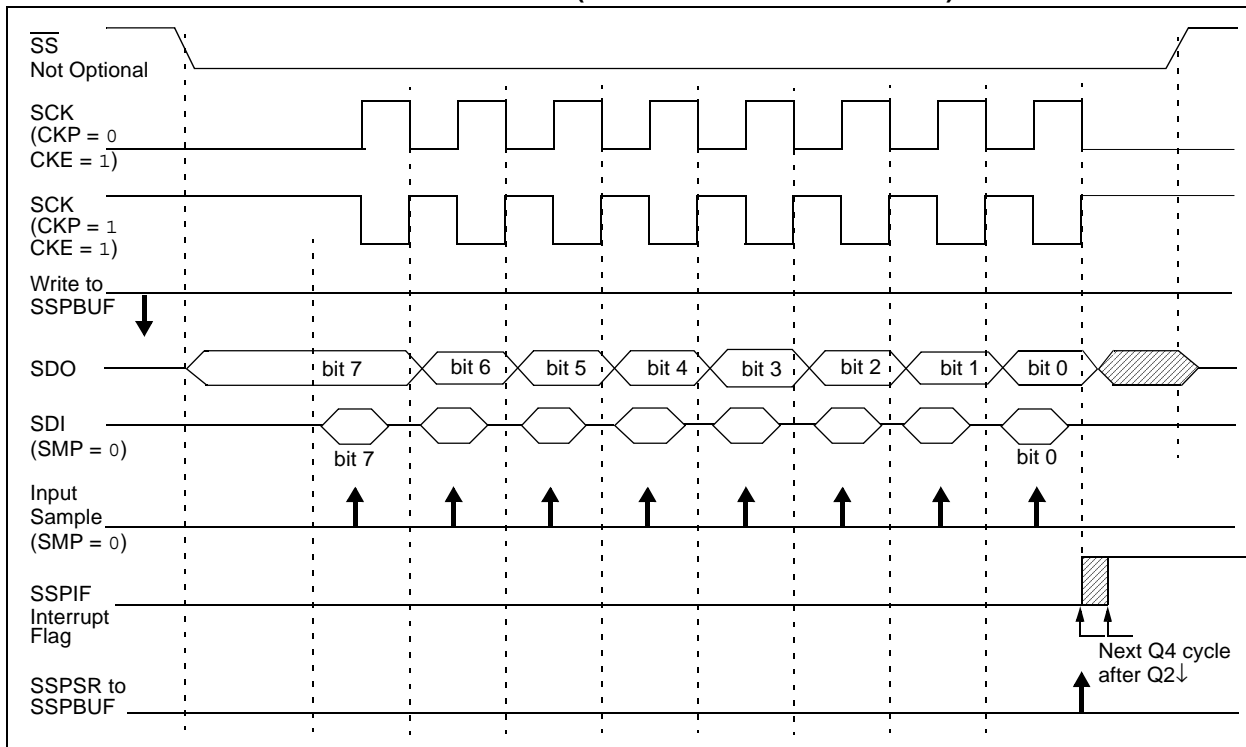 SS
Not Optional
SCK
(CKP = 0
CKE = 1)
SCK
(CKP = 1
CKE = 1)
Write to
SSPBUF
SDO
bit 7
bit 6
bit 5
bit 4
bit 3
bit 2
bit 1
bit 0
SDI
(SMP = 0)
bit 7
bit 0
Input
Sample
(SMP = 0)
SSPIF
Interrupt
Flag
Next Q4 cycle
after Q2↓
SSPSR to
SSPBUF